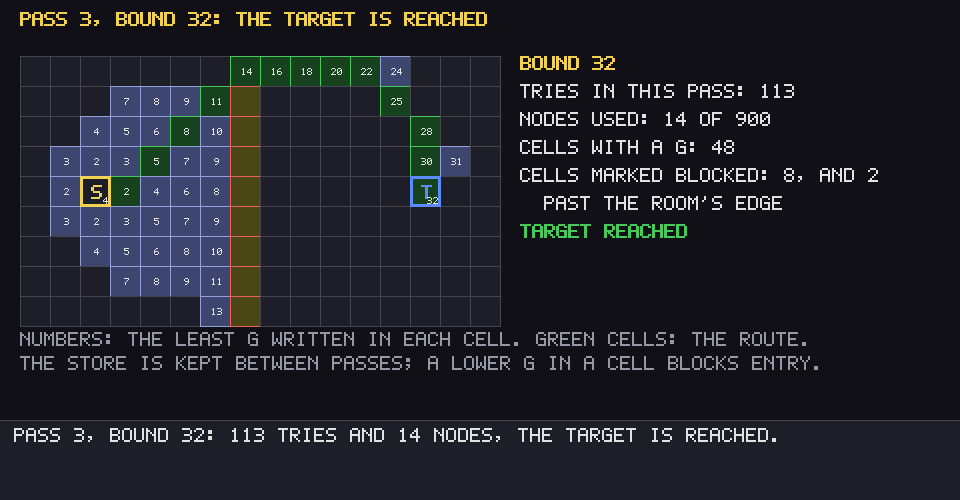 PASS 3, BOUND 32: THE TARGET IS REACHED
BOUND 32
TRIES IN THIS PASS: 113
NODES USED: 14 OF 900
CELLS WITH A G: 48
CELLS MARKED BLOCKED: 8, AND 2
PAST THE ROOM'S EDGE
TARGET REACHED
14 16 18 20 22 24
7 8 9 11 25
4 5 6 8 10 28
3 2 3 5 7 9 30 31
2 S 4 2 4 6 8 T 32
3 2 3 5 7 9
4 5 6 8 10
7 8 9 11
13
NUMBERS: THE LEAST G WRITTEN IN EACH CELL. GREEN CELLS: THE ROUTE.
THE STORE IS KEPT BETWEEN PASSES; A LOWER G IN A CELL BLOCKS ENTRY.
PASS 3, BOUND 32: 113 TRIES AND 14 NODES, THE TARGET IS REACHED.